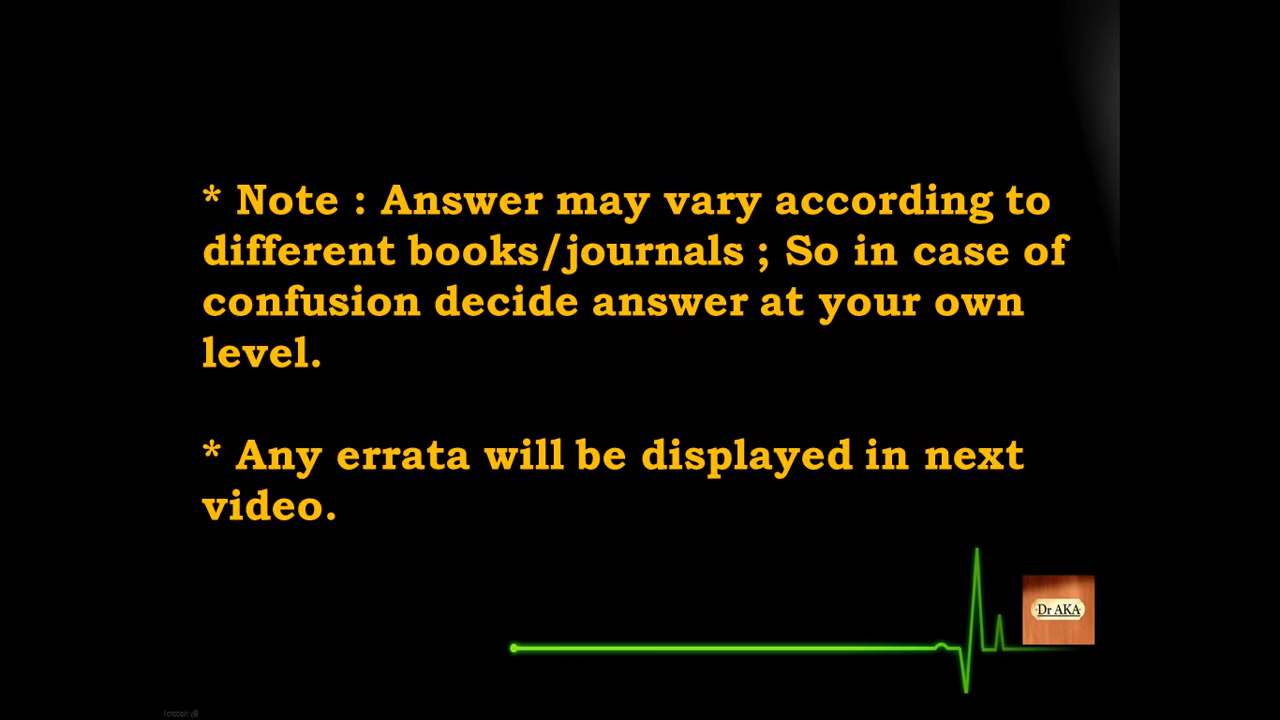 * Note : Answer may vary according to
different books/journals ; So in case of
confusion decide answer at your own
level.
* Any errata will be displayed in next
video.
Dr AKA